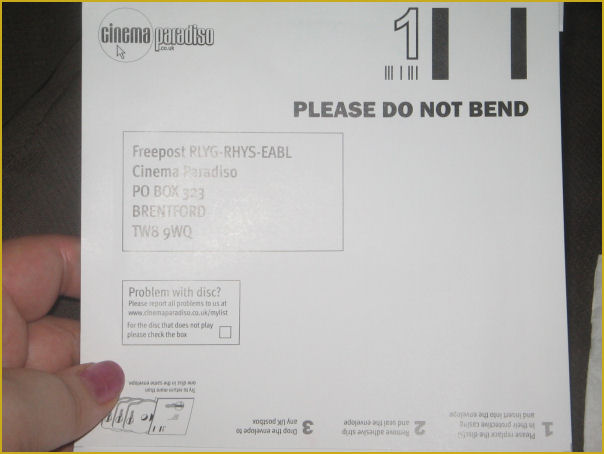 cinema paradiso
.co.uk
1
PLEASE DO NOT BEND
Freepost RLYG-RHYS-EABL
Cinema Paradiso
PO BOX 323
BRENTFORD
TW8 9WQ
Problem with disc?
Please report all problems to us at
www.cinemaparadiso.co.uk/mylist
For the disc that does not play
please check the box
1
Please replace the disc(s)
in their protective casing
and insert into the envelope
2
Remove adhesive strip
and seal the envelope
3
Drop the envelope to
any UK postbox
Try to return more than
one disc in the same envelope